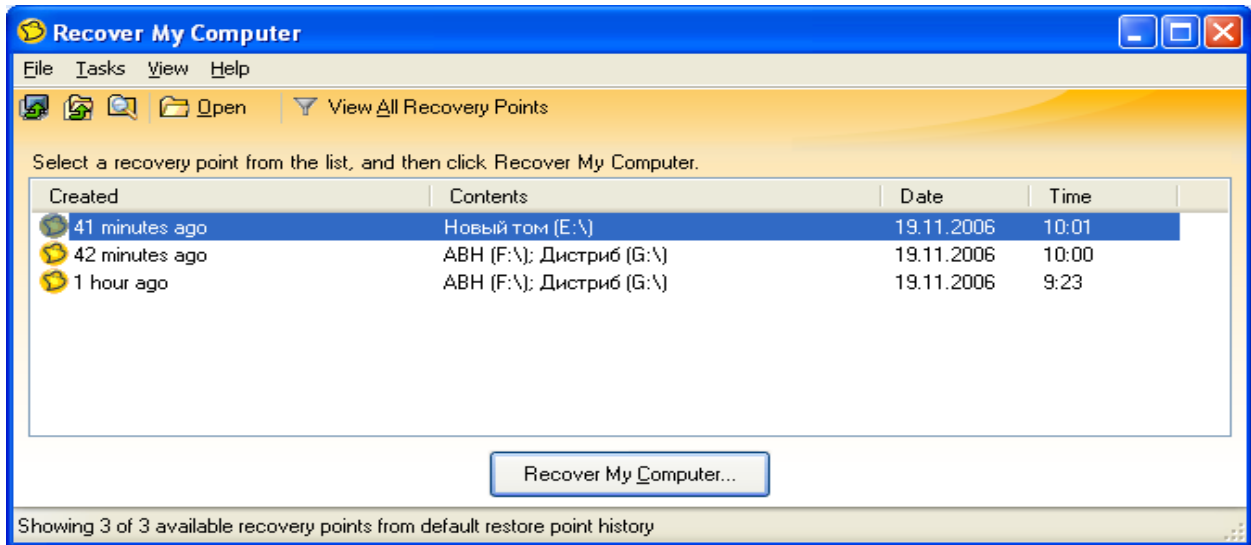 Recover My Computer
File Tasks View Help
Open View All Recovery Points
Select a recovery point from the list, and then click Recover My Computer.
Created Contents Date Time
41 minutes ago Новый том (E:\) 19.11.2006 10:01
42 minutes ago АВН (F:\); Дистриб (G:\) 19.11.2006 10:00
1 hour ago АВН (F:\); Дистриб (G:\) 19.11.2006 9:23
Recover My Computer...
Showing 3 of 3 available recovery points from default restore point history